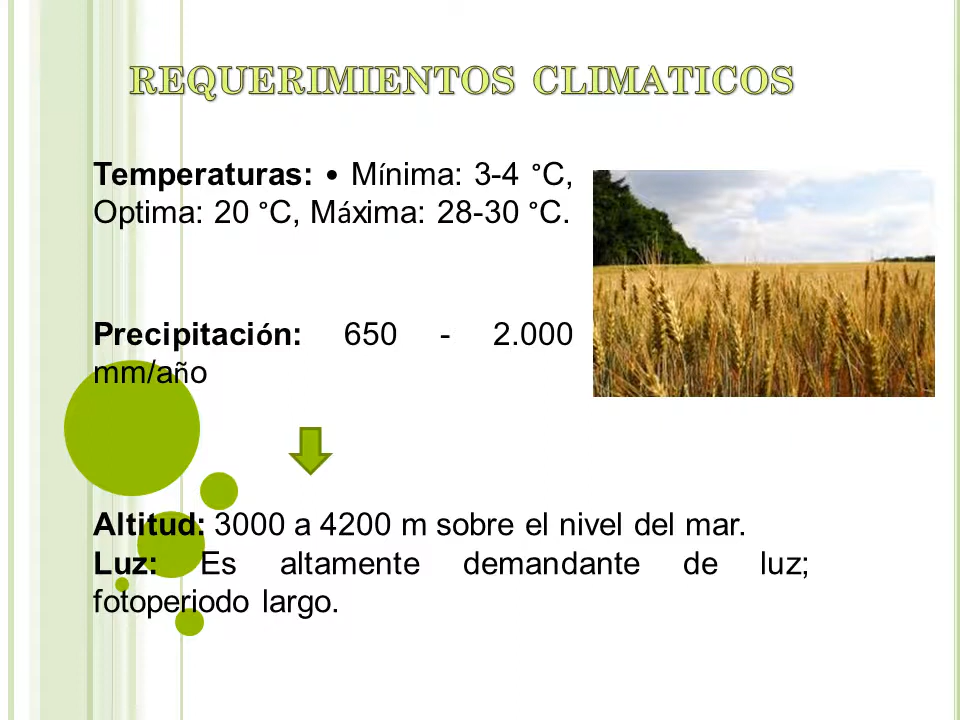 REQUERIMIENTOS CLIMATICOS
Temperaturas: • Mínima: 3-4 °C,
Optima: 20 °C, Máxima: 28-30 °C.
Precipitación: 650 - 2.000
mm/año
Altitud: 3000 a 4200 m sobre el nivel del mar.
Luz: Es altamente demandante de luz;
fotoperiodo largo.